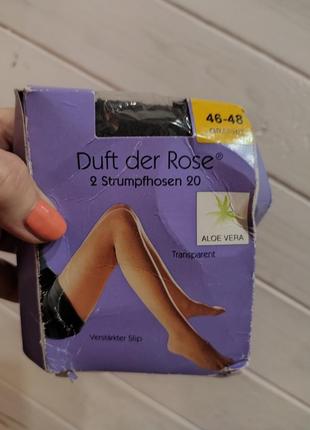 46-48
Duft der Rose®
2 Strumpfhosen 20
ALOE VERA
Transparent
Verstärkter Slip